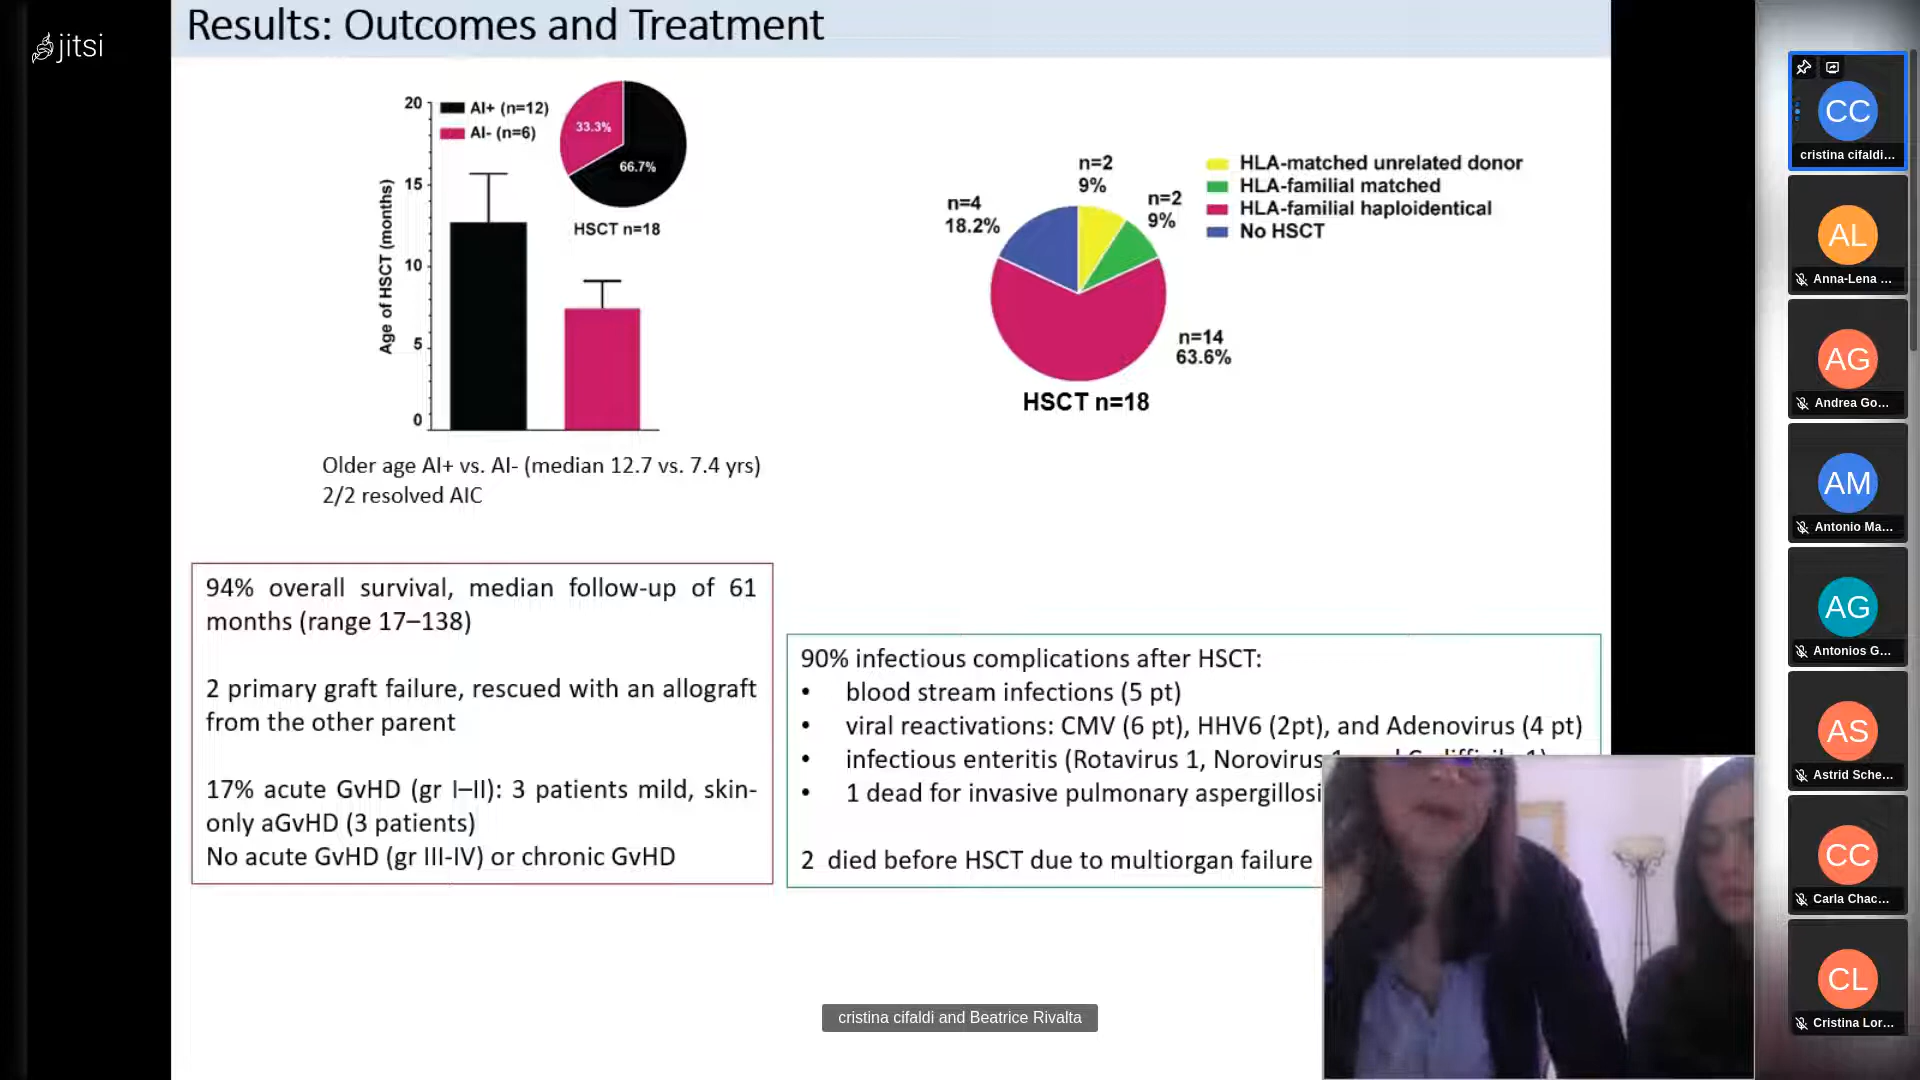 Results: Outcomes and Treatment
jitsi
20
AI+ (n=12)
AI- (n=6)
33.3%
66.7%
HSCT n=18
15
10
5
0
Age of HSCT (months)
Older age AI+ vs. AI- (median 12.7 vs. 7.4 yrs)
2/2 resolved AIC
n=2
9%
n=2
9%
n=4
18.2%
n=14
63.6%
HSCT n=18
HLA-matched unrelated donor
HLA-familial matched
HLA-familial haploidentical
No HSCT
94% overall survival, median follow-up of 61
months (range 17–138)
2 primary graft failure, rescued with an allograft
from the other parent
17% acute GvHD (gr I–II): 3 patients mild, skin-
only aGvHD (3 patients)
No acute GvHD (gr III-IV) or chronic GvHD
90% infectious complications after HSCT:
• blood stream infections (5 pt)
• viral reactivations: CMV (6 pt), HHV6 (2pt), and Adenovirus (4 pt)
• infectious enteritis (Rotavirus 1, Norovirus
• 1 dead for invasive pulmonary
2 died before HSCT due to multiorgan failure
cristina cifaldi and Beatrice Rivalta
CC
cristina cifaldi...
AL
Anna-Lena ...
AG
Andrea Go...
AM
Antonio Ma...
AG
Antonios G...
AS
Astrid Sche...
CC
Carla Chac...
CL
Cristina Lor...